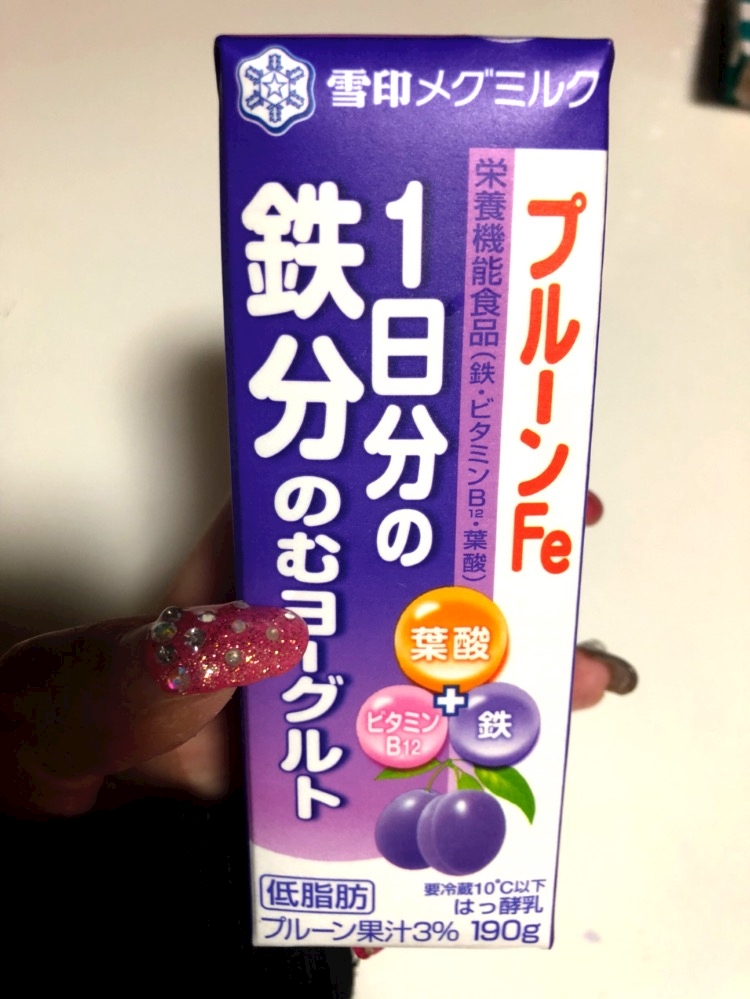 雪印メグミルク
プルーンFe
栄養機能食品(鉄・ビタミンB12・葉酸)
1日分の
鉄分のむヨーグルト
葉酸
+
ビタミン
B12
鉄
低脂肪
要冷蔵10℃以下
はっ酵乳
プルーン果汁3% 190g